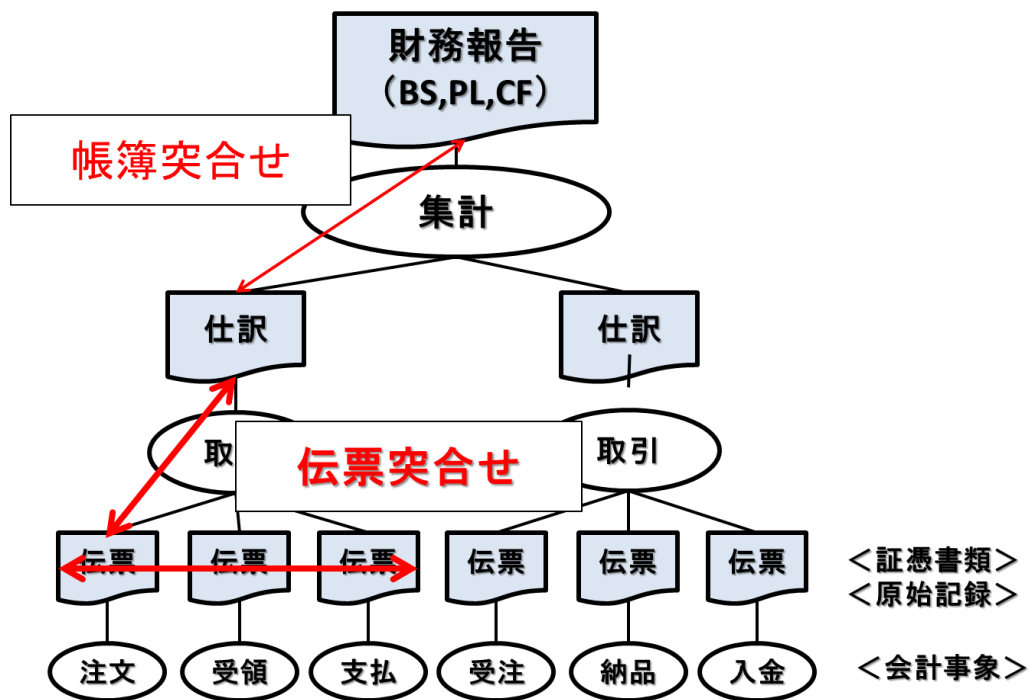 財務報告
（BS,PL,CF）
帳簿突合せ
集計
仕訳
仕訳
取
伝票突合せ
取引
伝票
伝票
伝票
伝票
伝票
伝票
＜証憑書類＞
＜原始記録＞
注文
受領
支払
受注
納品
入金
＜会計事象＞